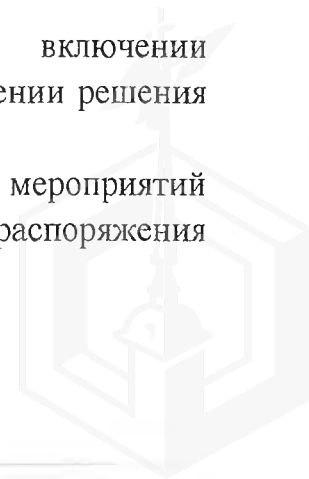 включении
ении решения
мероприятий
распоряжения